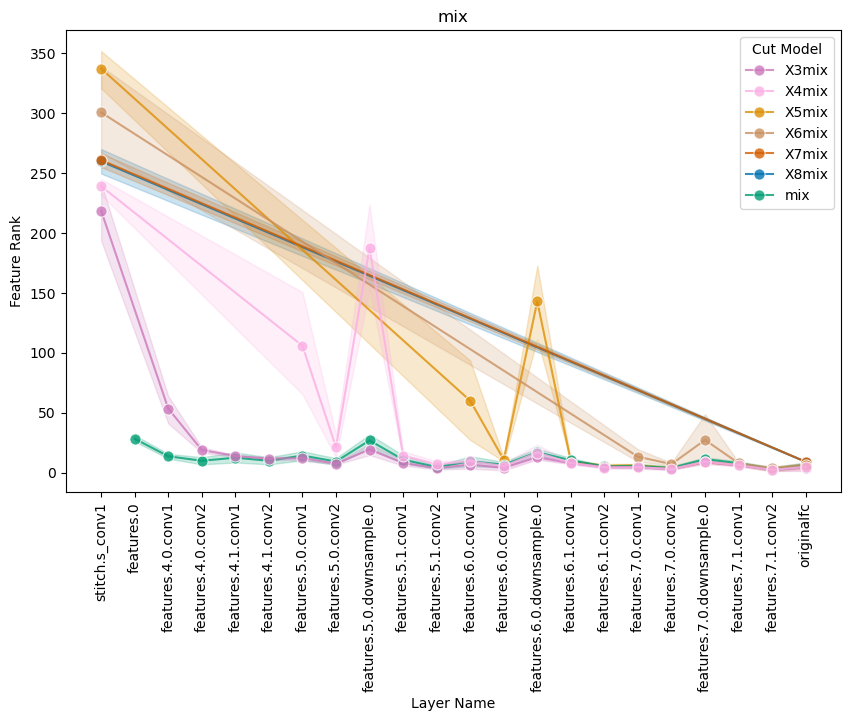 mix
Feature Rank
350
300
250
200
150
100
50
0
Cut Model
X3mix
X4mix
X5mix
X6mix
X7mix
X8mix
mix
stitch.s_conv1
features.0
features.4.0.conv1
features.4.0.conv2
features.4.1.conv1
features.4.1.conv2
features.5.0.conv1
features.5.0.conv2
features.5.0.downsample.0
features.5.1.conv1
features.5.1.conv2
features.6.0.conv1
features.6.0.conv2
features.6.0.downsample.0
features.6.1.conv1
features.6.1.conv2
features.7.0.conv1
features.7.0.conv2
features.7.0.downsample.0
features.7.1.conv1
features.7.1.conv2
originalfc
Layer Name